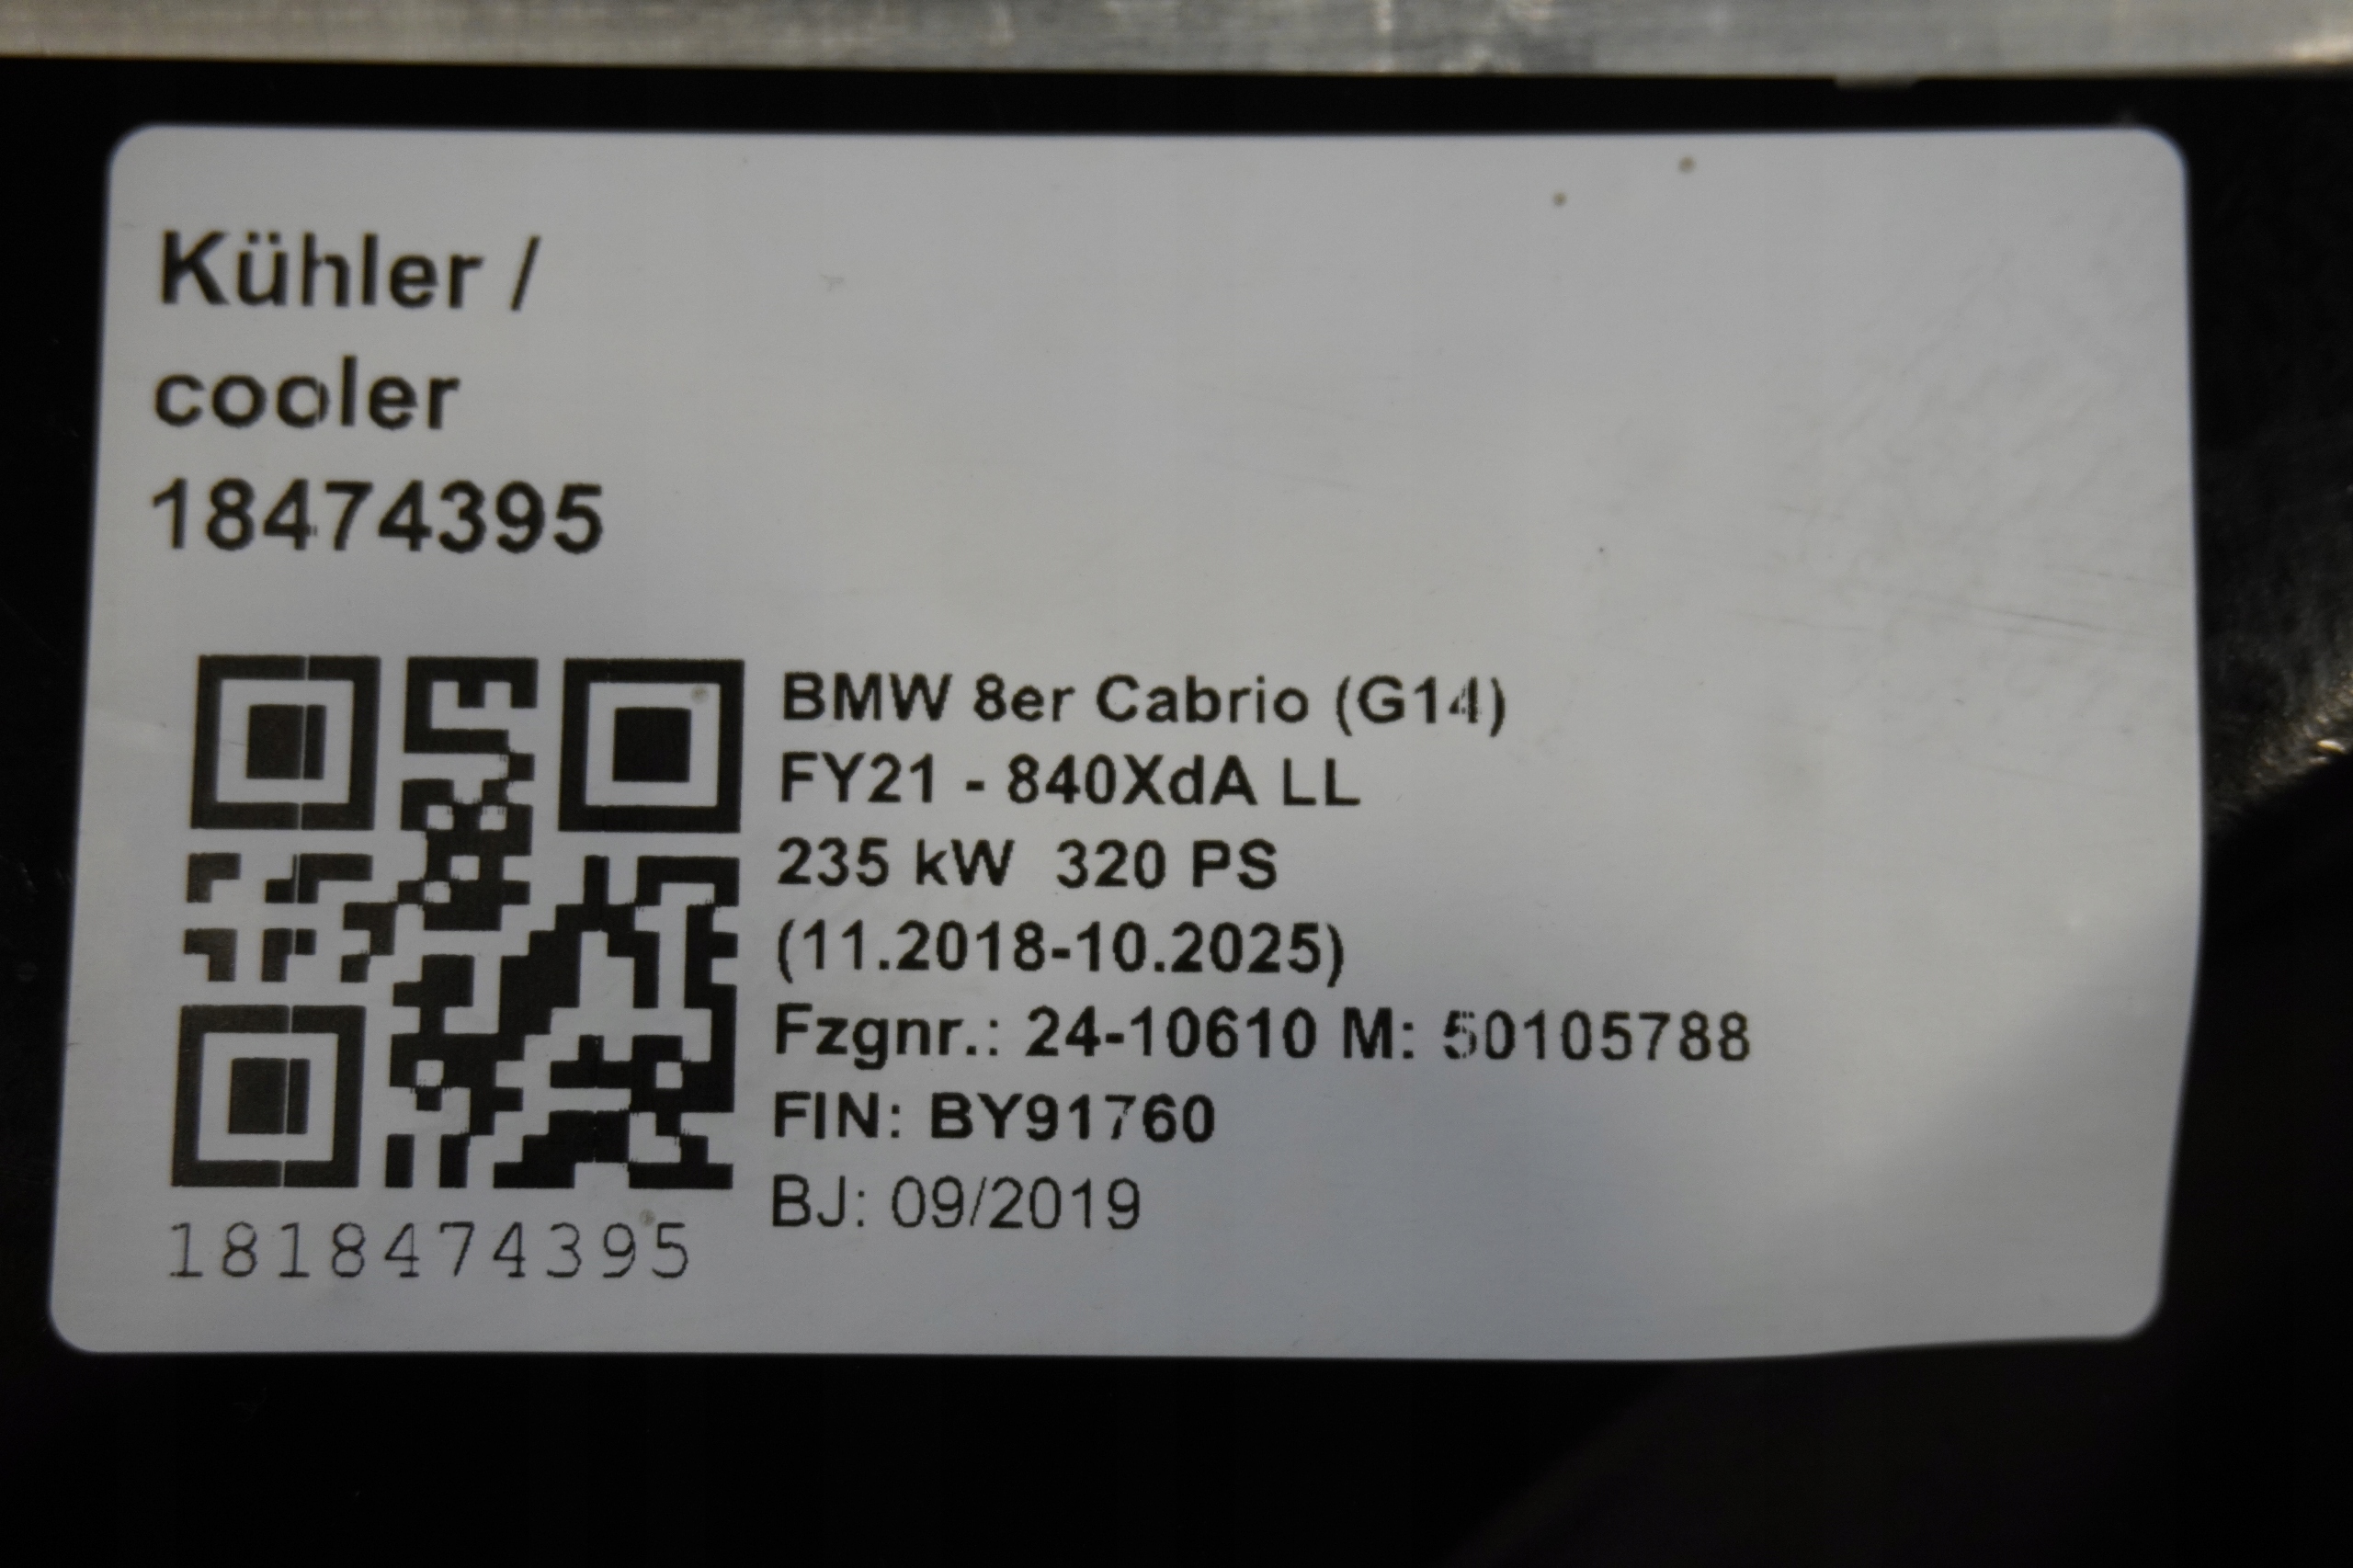 Kühler /
cooler
18474395
BMW 8er Cabrio (G14)
FY21 - 840XdA LL
235 kW 320 PS
(11.2018-10.2025)
Fzgnr.: 24-10610 M: 50105788
FIN: BY91760
BJ: 09/2019
1818474395